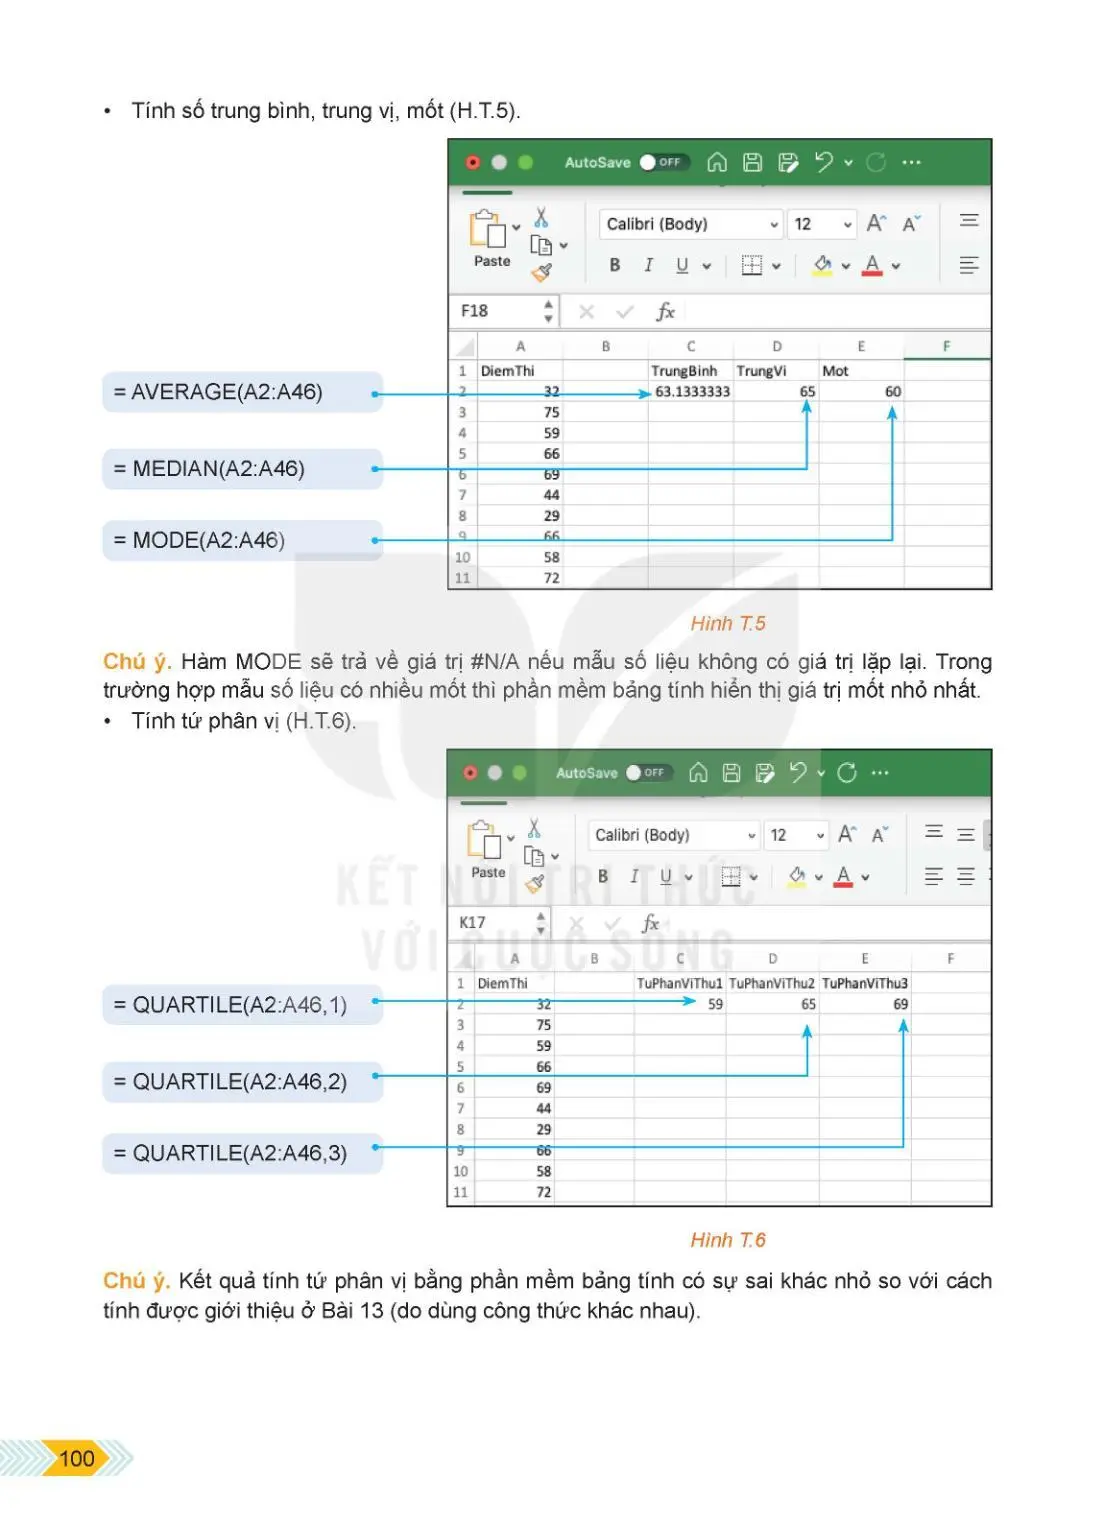 • Tính số trung bình, trung vị, mốt (H.T.5).
AutoSave OFF
Calibri (Body) 12 A A
Paste B I U A
F18 fx
A B C D E F
1 DiemThi TrungBinh TrungVi Mot
= AVERAGE(A2:A46)
2 32 63.1333333 65 60
3 75
4 59
5 66
= MEDIAN(A2:A46)
6 69
7 44
8 29
= MODE(A2:A46)
9 66
10 58
11 72
Hình T.5
Chú ý. Hàm MODE sẽ trả về giá trị #N/A nếu mẫu số liệu không có giá trị lặp lại. Trong
trường hợp mẫu số liệu có nhiều mốt thì phần mềm bảng tính hiển thị giá trị mốt nhỏ nhất.
• Tính tứ phân vị (H.T.6).
AutoSave OFF
Calibri (Body) 12 A A
Paste B I U A
KẾT NỐI TRI THỨC
VỚI CUỘC SỐNG
K17 fx
A B C D E F
1 DiemThi TuPhanViThu1 TuPhanViThu2 TuPhanViThu3
= QUARTILE(A2:A46,1)
2 32 59 65 69
3 75
4 59
5 66
= QUARTILE(A2:A46,2)
6 69
7 44
8 29
= QUARTILE(A2:A46,3)
9 66
10 58
11 72
Hình T.6
Chú ý. Kết quả tính tứ phân vị bằng phần mềm bảng tính có sự sai khác nhỏ so với cách
tính được giới thiệu ở Bài 13 (do dùng công thức khác nhau).
100